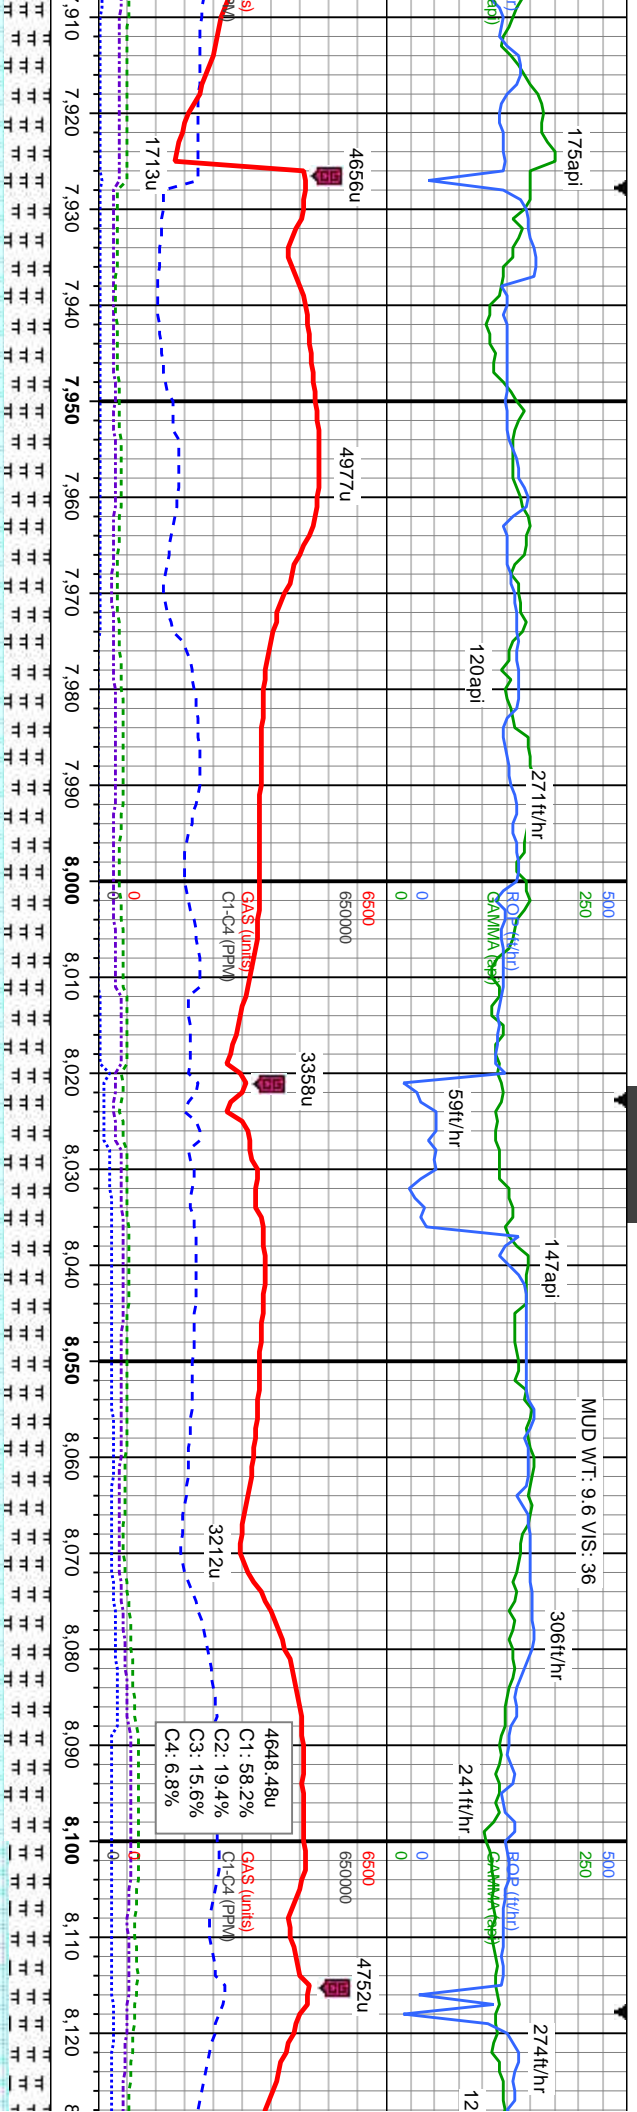 7,910
7,920
7,930
7,940
7,950
7,960
7,970
7,980
7,990
8,000
8,010
8,020
8,030
8,040
8,050
8,060
8,070
8,080
8,090
8,100
8,110
8,120
175api
4656u
1713u
4977u
120api
271ft/hr
500
250
ROP (ft/hr)
GAMMA (api)
0
0
6500
650000
GAS (units)
C1-C4 (PPM)
0
0
3358u
59ft/hr
147api
MUD WT: 9.6 VIS: 36
3212u
306ft/hr
4648.48u
C1: 58.2%
C2: 19.4%
C3: 15.6%
C4: 6.8%
241ft/hr
500
250
ROP (ft/hr)
GAMMA (api)
0
0
6500
650000
GAS (units)
C1-C4 (PPM)
0
0
4752u
274ft/hr
12